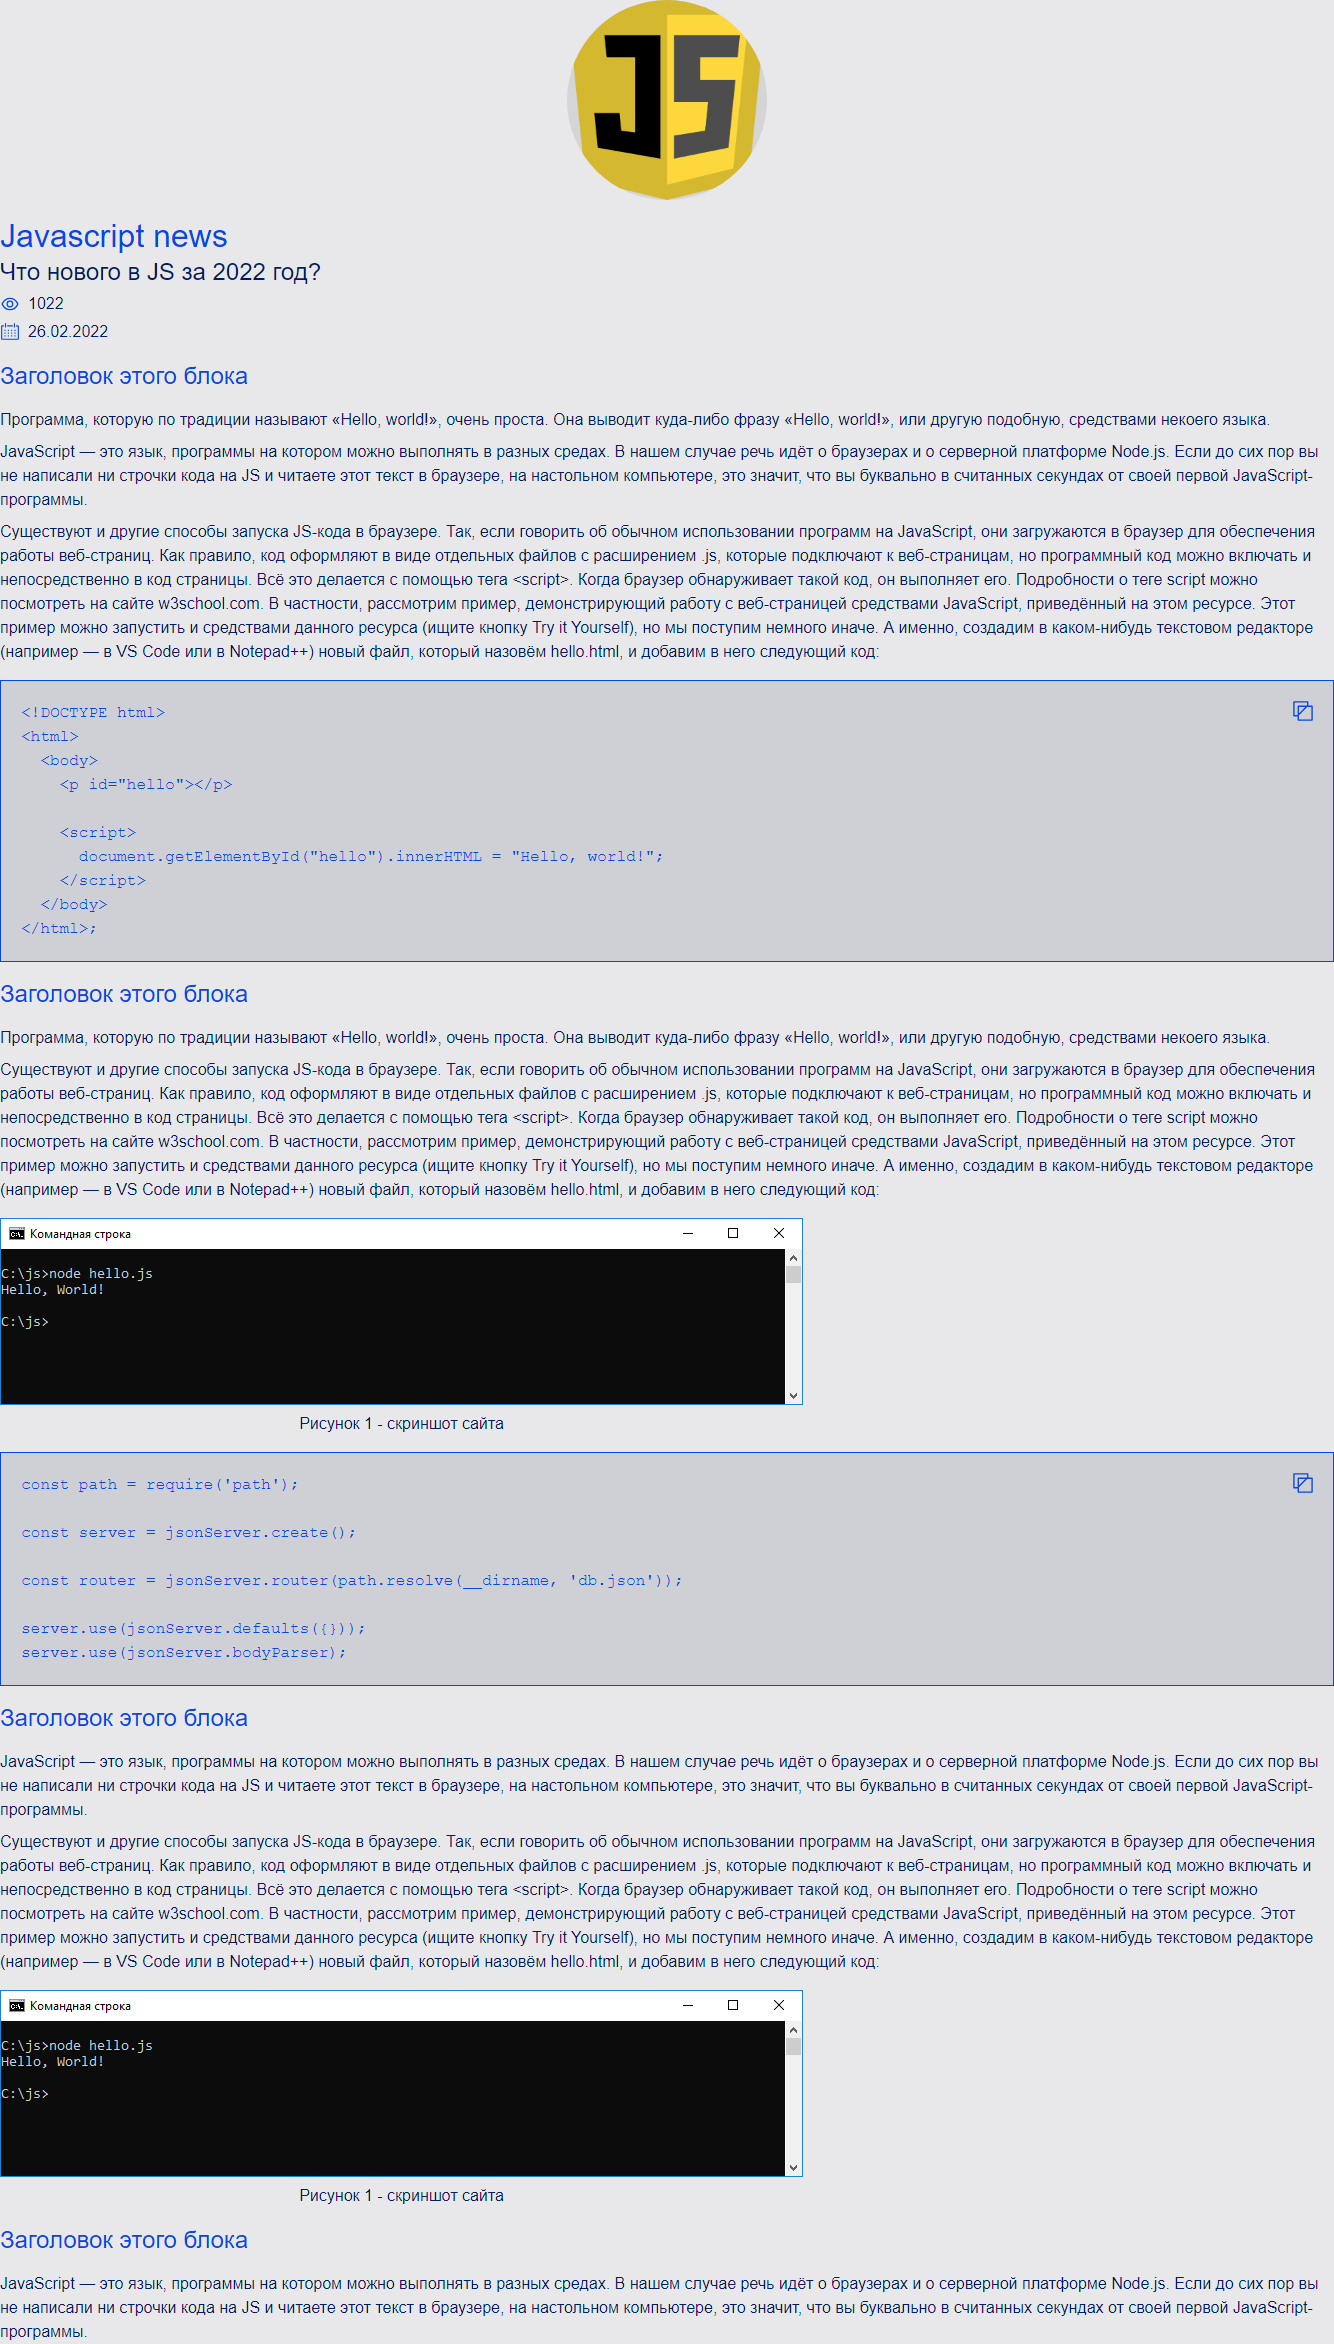 JS
Javascript news
Что нового в JS за 2022 год?
1022
26.02.2022
Заголовок этого блока
Программа, которую по традиции называют «Hello, world!», очень проста. Она выводит куда-либо фразу «Hello, world!», или другую подобную, средствами некоего языка.
JavaScript — это язык, программы на котором можно выполнять в разных средах. В нашем случае речь идёт о браузерах и о серверной платформе Node.js. Если до сих пор вы
не написали ни строчки кода на JS и читаете этот текст в браузере, на настольном компьютере, это значит, что вы буквально в считанных секундах от своей первой JavaScript-
программы.
Существуют и другие способы запуска JS-кода в браузере. Так, если говорить об обычном использовании программ на JavaScript, они загружаются в браузер для обеспечения
работы веб-страниц. Как правило, код оформляют в виде отдельных файлов с расширением .js, которые подключают к веб-страницам, но программный код можно включать и
непосредственно в код страницы. Всё это делается с помощью тега <script>. Когда браузер обнаруживает такой код, он выполняет его. Подробности о теге script можно
посмотреть на сайте w3school.com. В частности, рассмотрим пример, демонстрирующий работу с веб-страницей средствами JavaScript, приведённый на этом ресурсе. Этот
пример можно запустить и средствами данного ресурса (ищите кнопку Try it Yourself), но мы поступим немного иначе. А именно, создадим в каком-нибудь текстовом редакторе
(например — в VS Code или в Notepad++) новый файл, который назовём hello.html, и добавим в него следующий код:
<!DOCTYPE html>
<html>
  <body>
    <p id="hello"></p>

    <script>
      document.getElementById("hello").innerHTML = "Hello, world!";
    </script>
  </body>
</html>;
Заголовок этого блока
Программа, которую по традиции называют «Hello, world!», очень проста. Она выводит куда-либо фразу «Hello, world!», или другую подобную, средствами некоего языка.
Существуют и другие способы запуска JS-кода в браузере. Так, если говорить об обычном использовании программ на JavaScript, они загружаются в браузер для обеспечения
работы веб-страниц. Как правило, код оформляют в виде отдельных файлов с расширением .js, которые подключают к веб-страницам, но программный код можно включать и
непосредственно в код страницы. Всё это делается с помощью тега <script>. Когда браузер обнаруживает такой код, он выполняет его. Подробности о теге script можно
посмотреть на сайте w3school.com. В частности, рассмотрим пример, демонстрирующий работу с веб-страницей средствами JavaScript, приведённый на этом ресурсе. Этот
пример можно запустить и средствами данного ресурса (ищите кнопку Try it Yourself), но мы поступим немного иначе. А именно, создадим в каком-нибудь текстовом редакторе
(например — в VS Code или в Notepad++) новый файл, который назовём hello.html, и добавим в него следующий код:
Командная строка
C:\js>node hello.js
Hello, World!
C:\js>
Рисунок 1 - скриншот сайта
const path = require('path');

const server = jsonServer.create();

const router = jsonServer.router(path.resolve(__dirname, 'db.json'));

server.use(jsonServer.defaults({}));
server.use(jsonServer.bodyParser);
Заголовок этого блока
JavaScript — это язык, программы на котором можно выполнять в разных средах. В нашем случае речь идёт о браузерах и о серверной платформе Node.js. Если до сих пор вы
не написали ни строчки кода на JS и читаете этот текст в браузере, на настольном компьютере, это значит, что вы буквально в считанных секундах от своей первой JavaScript-
программы.
Существуют и другие способы запуска JS-кода в браузере. Так, если говорить об обычном использовании программ на JavaScript, они загружаются в браузер для обеспечения
работы веб-страниц. Как правило, код оформляют в виде отдельных файлов с расширением .js, которые подключают к веб-страницам, но программный код можно включать и
непосредственно в код страницы. Всё это делается с помощью тега <script>. Когда браузер обнаруживает такой код, он выполняет его. Подробности о теге script можно
посмотреть на сайте w3school.com. В частности, рассмотрим пример, демонстрирующий работу с веб-страницей средствами JavaScript, приведённый на этом ресурсе. Этот
пример можно запустить и средствами данного ресурса (ищите кнопку Try it Yourself), но мы поступим немного иначе. А именно, создадим в каком-нибудь текстовом редакторе
(например — в VS Code или в Notepad++) новый файл, который назовём hello.html, и добавим в него следующий код:
Командная строка
C:\js>node hello.js
Hello, World!
C:\js>
Рисунок 1 - скриншот сайта
Заголовок этого блока
JavaScript — это язык, программы на котором можно выполнять в разных средах. В нашем случае речь идёт о браузерах и о серверной платформе Node.js. Если до сих пор вы
не написали ни строчки кода на JS и читаете этот текст в браузере, на настольном компьютере, это значит, что вы буквально в считанных секундах от своей первой JavaScript-
программы.